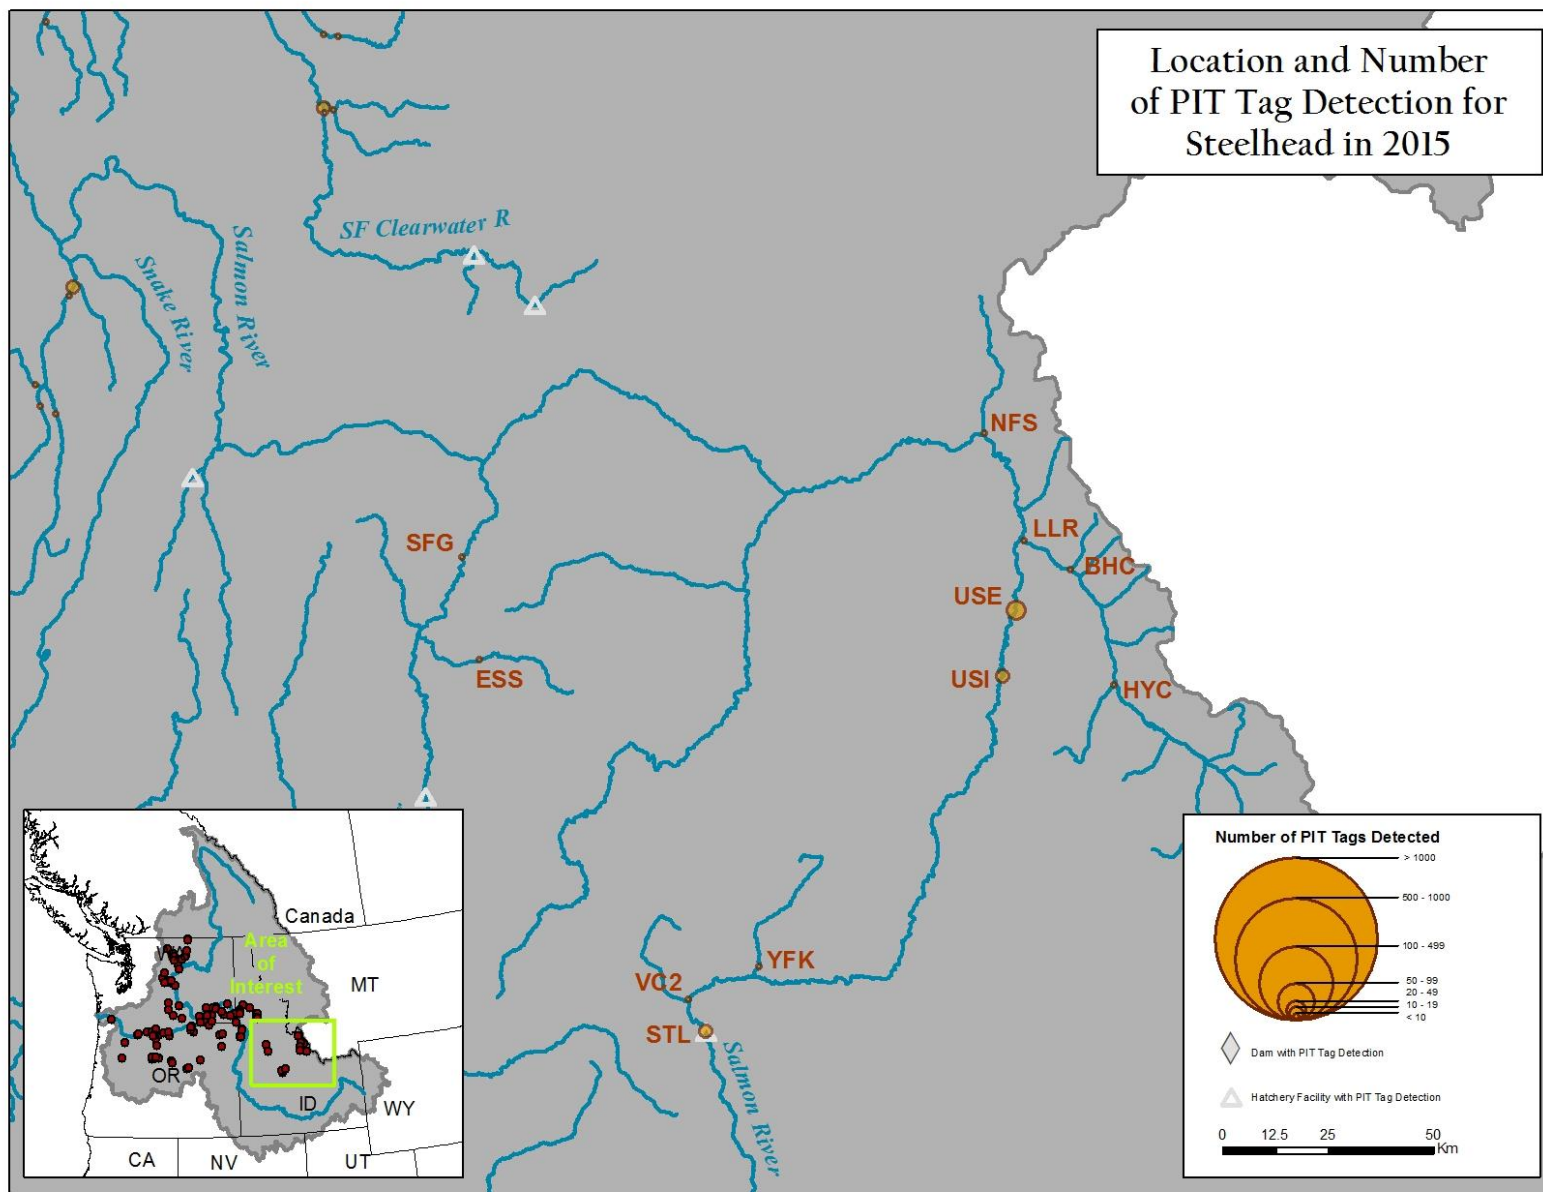 Location and Number
of PIT Tag Detection for
Steelhead in 2015
SF Clearwater R
Salmon River
Snake River
NFS
LLR
SFG
BHC
USE
ESS
USI
HYC
YFK
VC2
STL
Salmon River
Canada
WA
Area
of
Interest
MT
OR
ID
WY
CA
NV
UT
Number of PIT Tags Detected
> 1000
500 - 1000
100 - 499
50 - 99
20 - 49
10 - 19
< 10
Dam with PIT Tag Detection
Hatchery Facility with PIT Tag Detection
0 12.5 25 50
Km